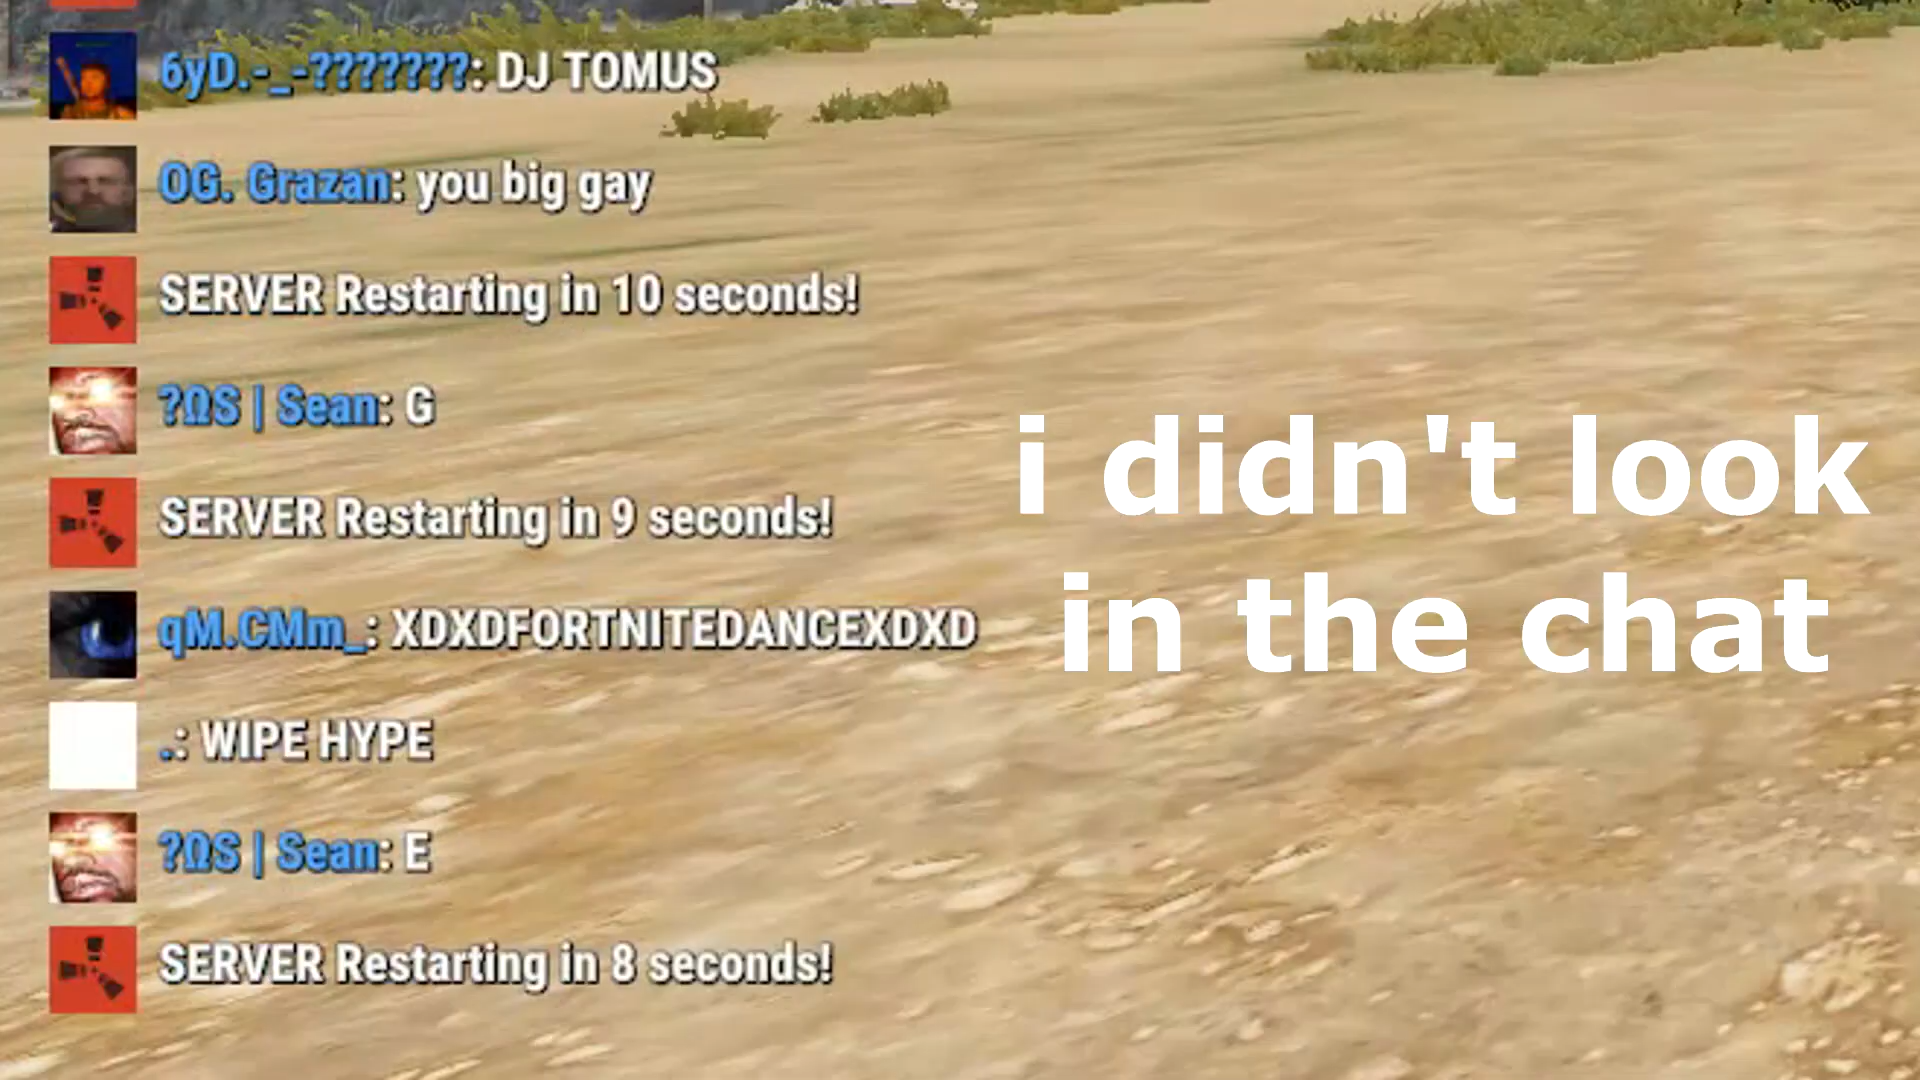 6yD.-_-???????: DJ TOMUS
OG. Grazan: you big gay
SERVER Restarting in 10 seconds!
?ΩS | Sean: G
SERVER Restarting in 9 seconds!
qM.CMm_: XDXDFORTNITEDANCEXDXD
.: WIPE HYPE
?ΩS | Sean: E
SERVER Restarting in 8 seconds!
i didn't look
in the chat